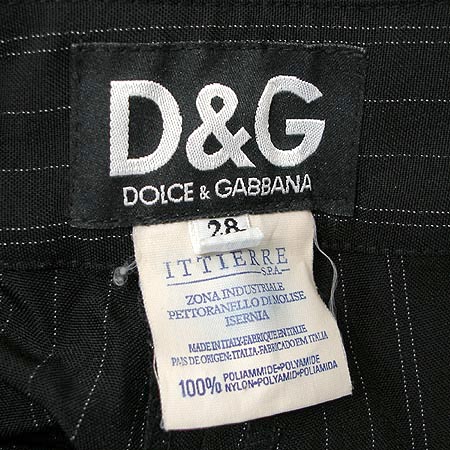 D&G
DOLCE & GABBANA
28
ITTIERRE
S.P.A.
ZONA INDUSTRIALE
PETTORANELLO DI MOLISE
ISERNIA
MADE IN ITALY-FABRIQUE EN ITALIE
PAIS DE ORIGEN:ITALIA-FABRICADO EM ITALIA
100% POLIAMMIDE-POLYAMIDE
NYLON-POLYAMID-POLIAMIDA